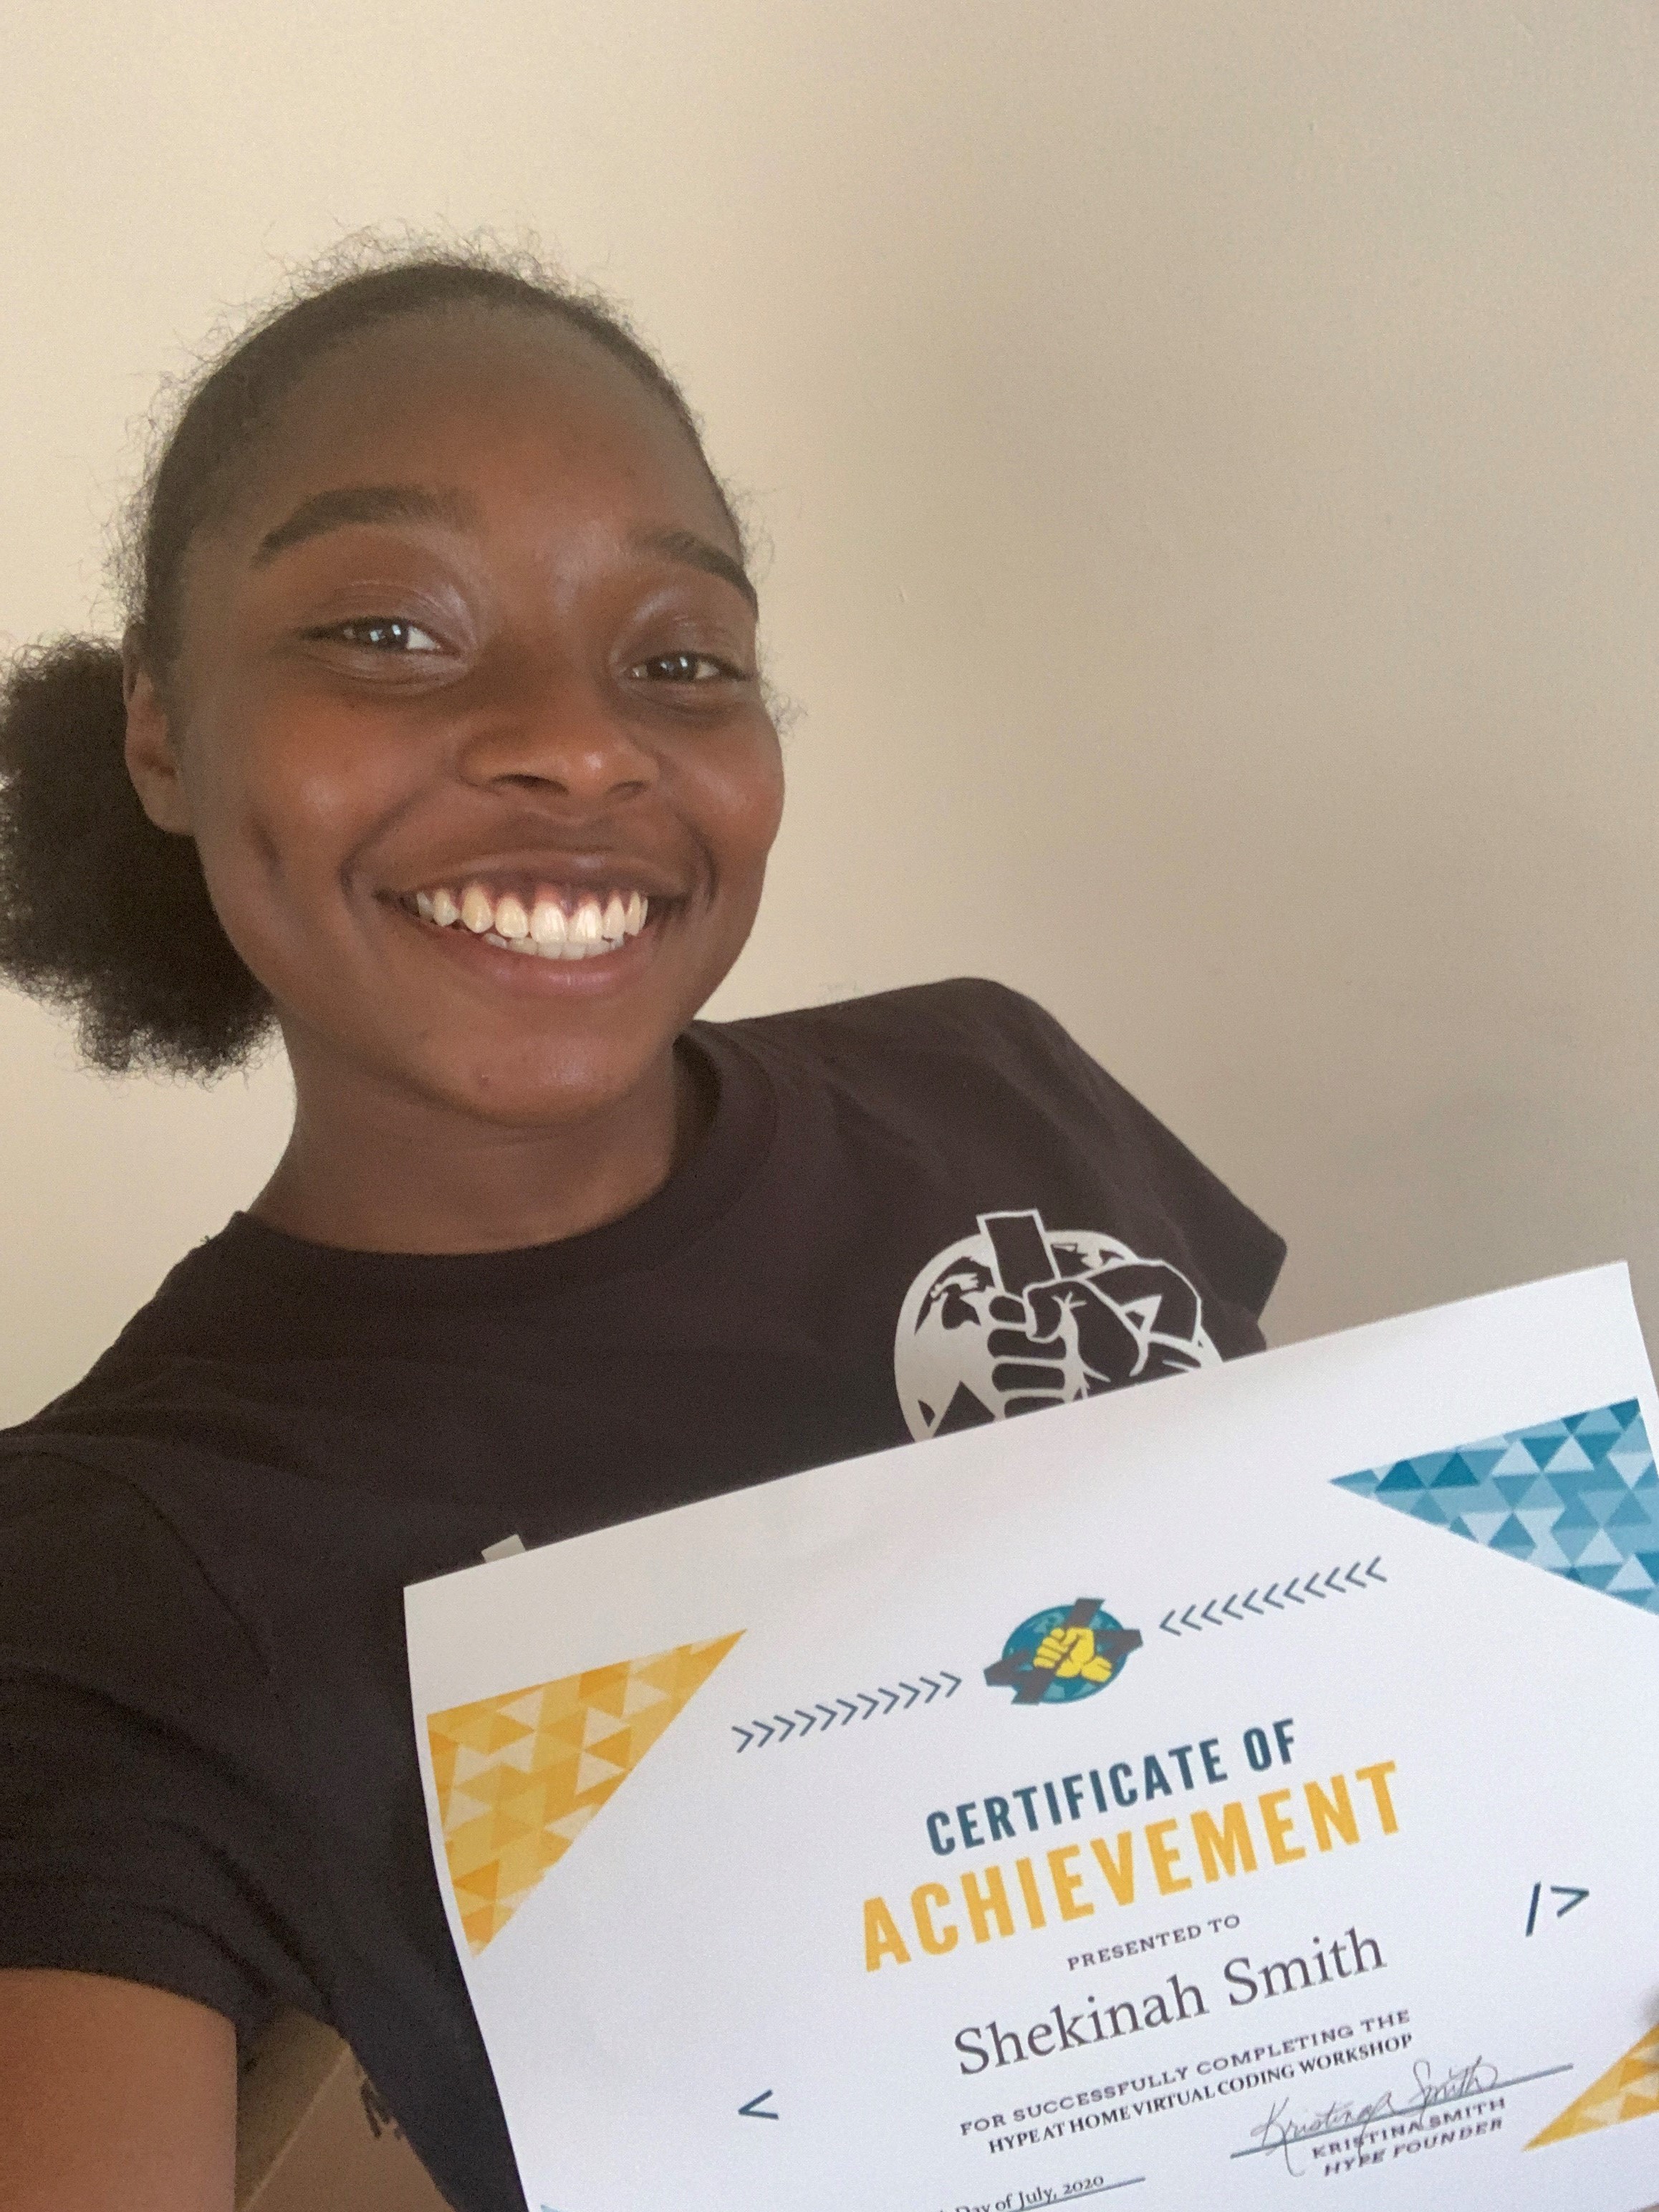 CERTIFICATE OF
ACHIEVEMENT
PRESENTED TO
Shekinah Smith
FOR SUCCESSFULLY COMPLETING THE
HYPE AT HOME VIRTUAL CODING WORKSHOP
< />
Kristina Smith
KRISTINA SMITH
HYPE FOUNDER
Day of July, 2020